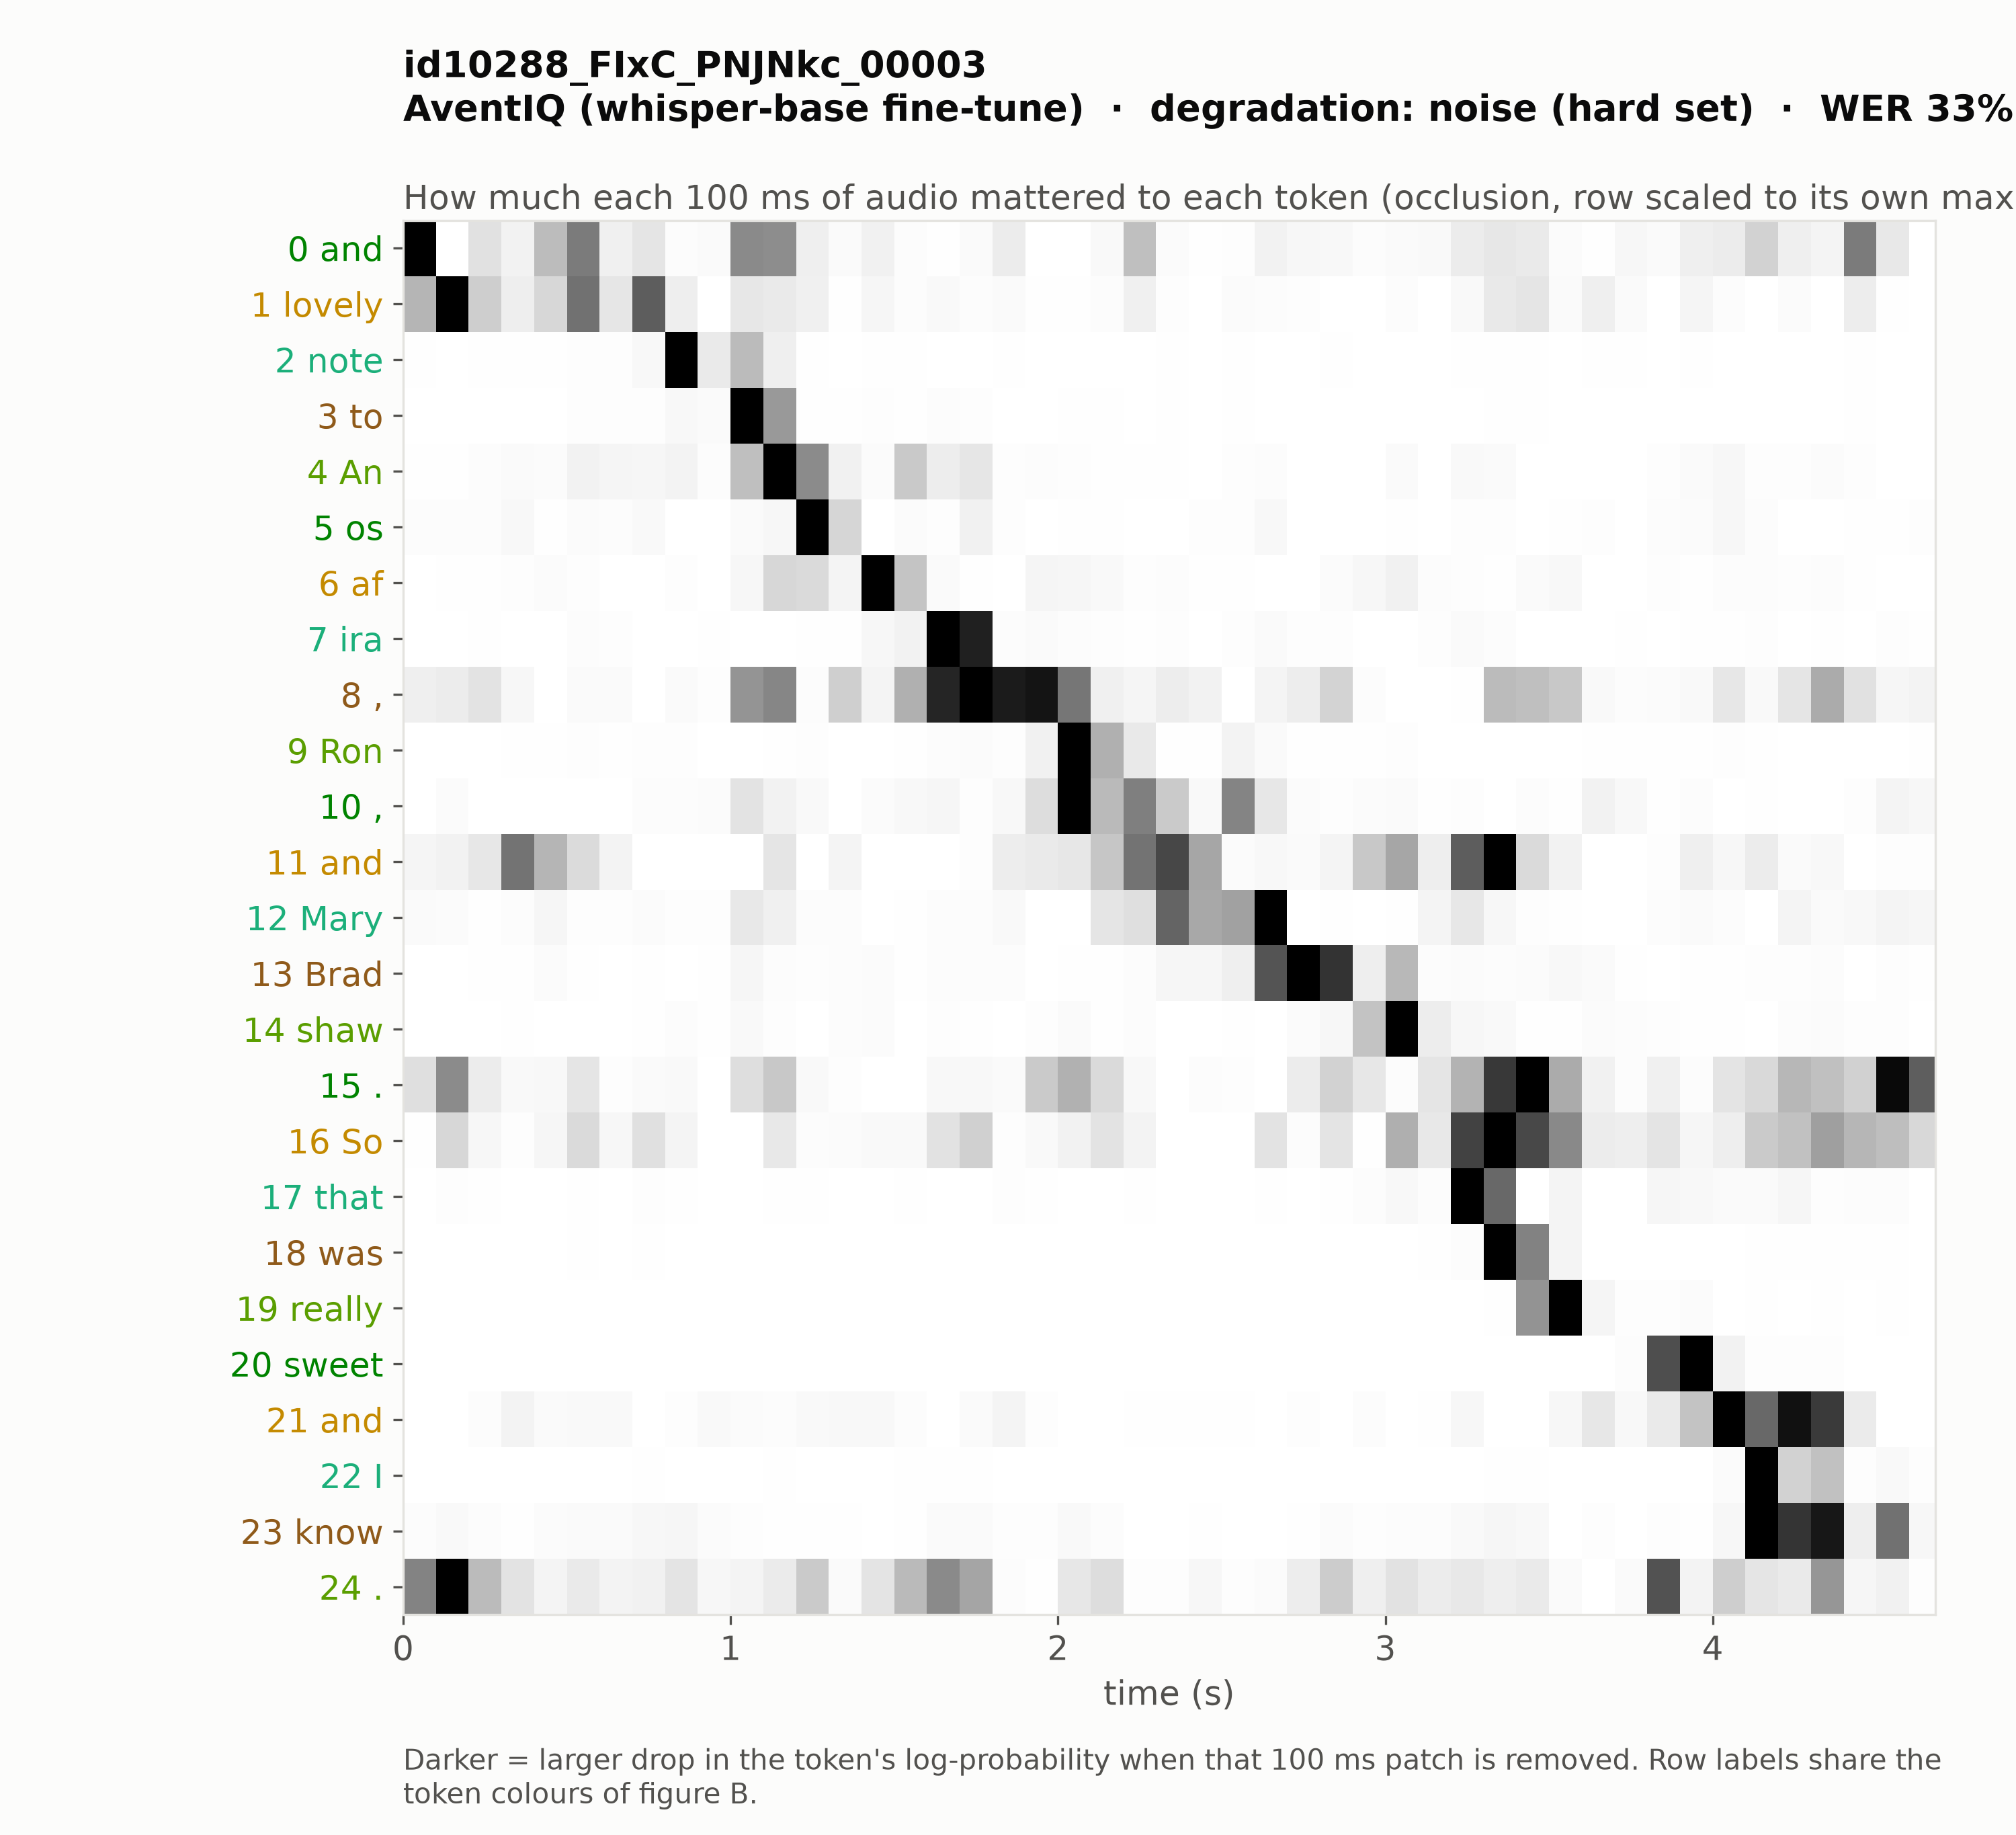 id10288_FIxC_PNJNkc_00003
AventIQ (whisper-base fine-tune) · degradation: noise (hard set) · WER 33%
How much each 100 ms of audio mattered to each token (occlusion, row scaled to its own max
0 and
1 lovely
2 note
3 to
4 An
5 os
6 af
7 ira
8 ,
9 Ron
10 ,
11 and
12 Mary
13 Brad
14 shaw
15 .
16 So
17 that
18 was
19 really
20 sweet
21 and
22 I
23 know
24 .
0 1 2 3 4
time (s)
Darker = larger drop in the token's log-probability when that 100 ms patch is removed. Row labels share the
token colours of figure B.